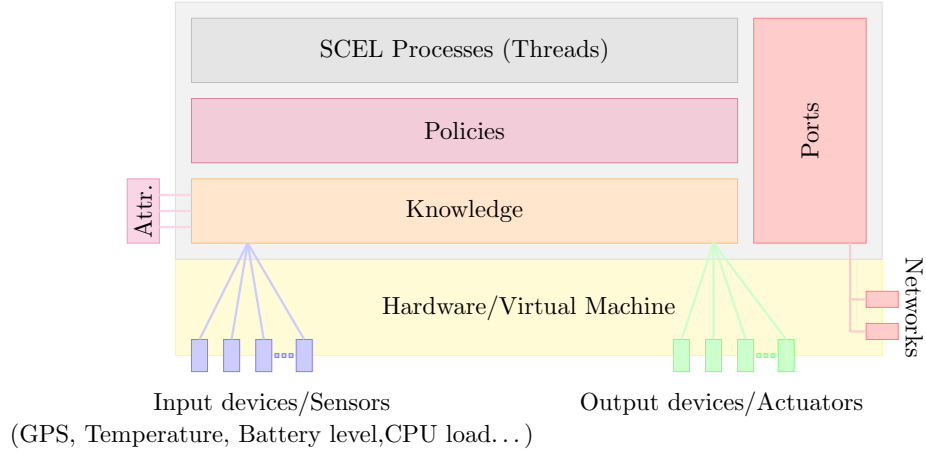 SCEL Processes (Threads)
Policies
Ports
Attr.
Knowledge
Hardware/Virtual Machine
Networks
Input devices/Sensors
(GPS, Temperature, Battery level,CPU load...)
Output devices/Actuators